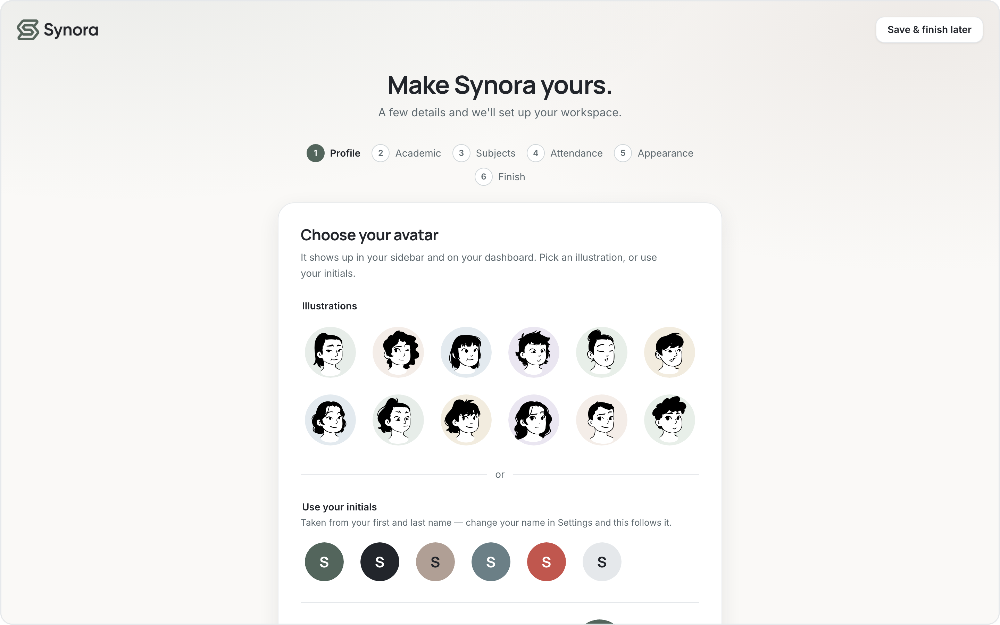 Synora
Save & finish later
Make Synora yours.
A few details and we'll set up your workspace.
1 Profile 2 Academic 3 Subjects 4 Attendance 5 Appearance
6 Finish
Choose your avatar
It shows up in your sidebar and on your dashboard. Pick an illustration, or use
your initials.
Illustrations
or
Use your initials
Taken from your first and last name — change your name in Settings and this follows it.
S S S S S S